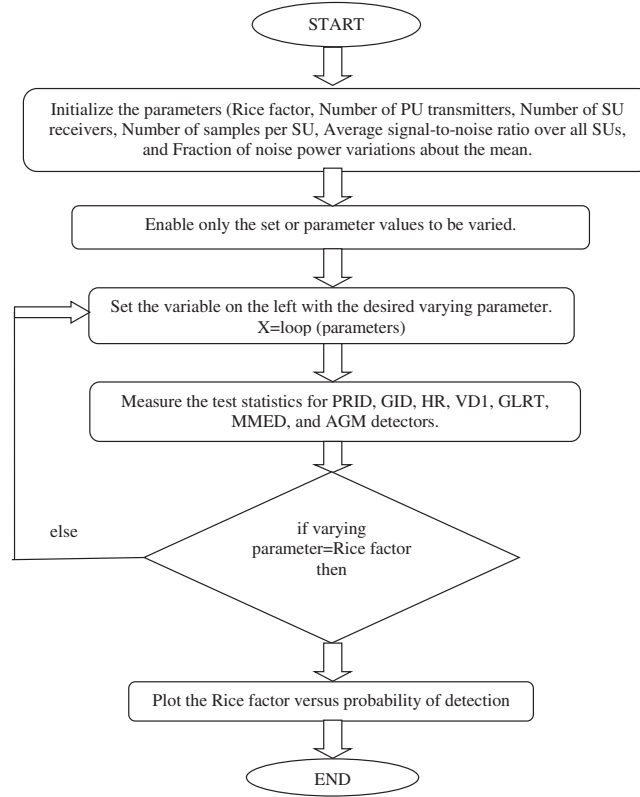 START
Initialize the parameters (Rice factor, Number of PU transmitters, Number of SU
receivers, Number of samples per SU, Average signal-to-noise ratio over all SUs,
and Fraction of noise power variations about the mean.
Enable only the set or parameter values to be varied.
Set the variable on the left with the desired varying parameter.
X=loop (parameters)
Measure the test statistics for PRID, GID, HR, VD1, GLRT,
MMED, and AGM detectors.
else
if varying
parameter=Rice factor
then
Plot the Rice factor versus probability of detection
END